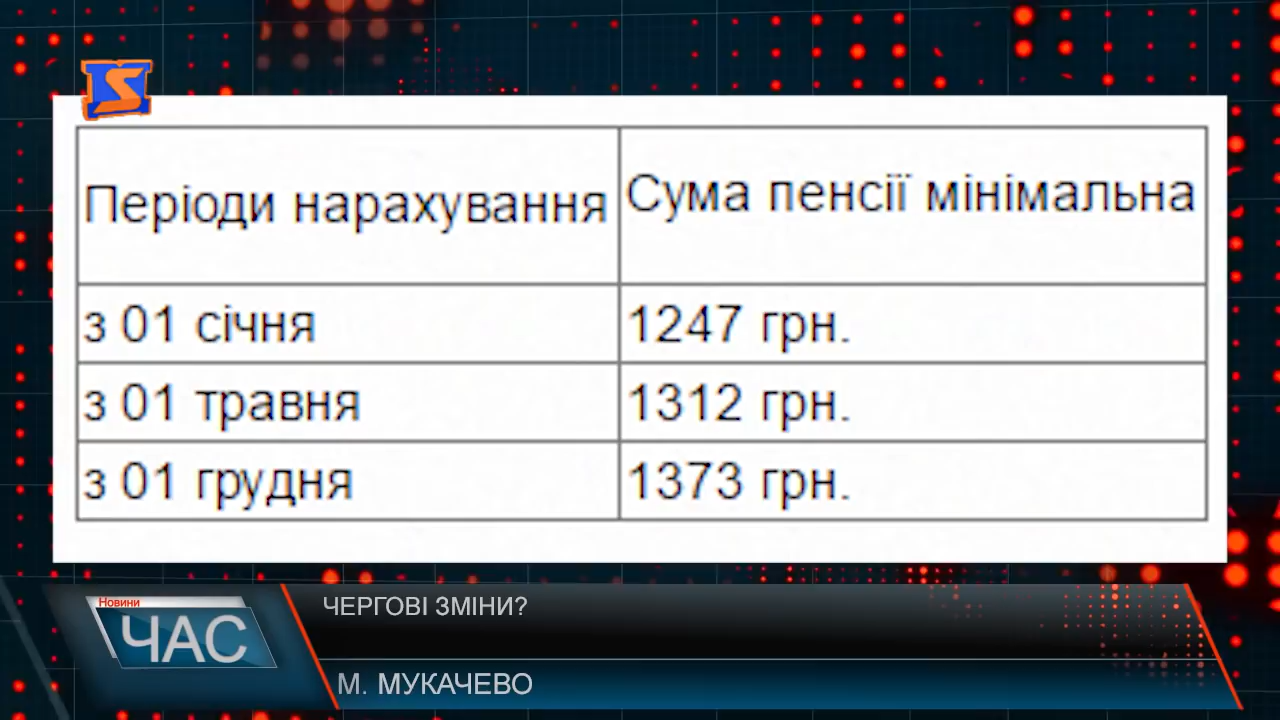 Періоди нарахування
Сума пенсії мінімальна
з 01 січня
1247 грн.
з 01 травня
1312 грн.
з 01 грудня
1373 грн.
Новини
ЧАС
ЧЕРГОВІ ЗМІНИ?
М. МУКАЧЕВО